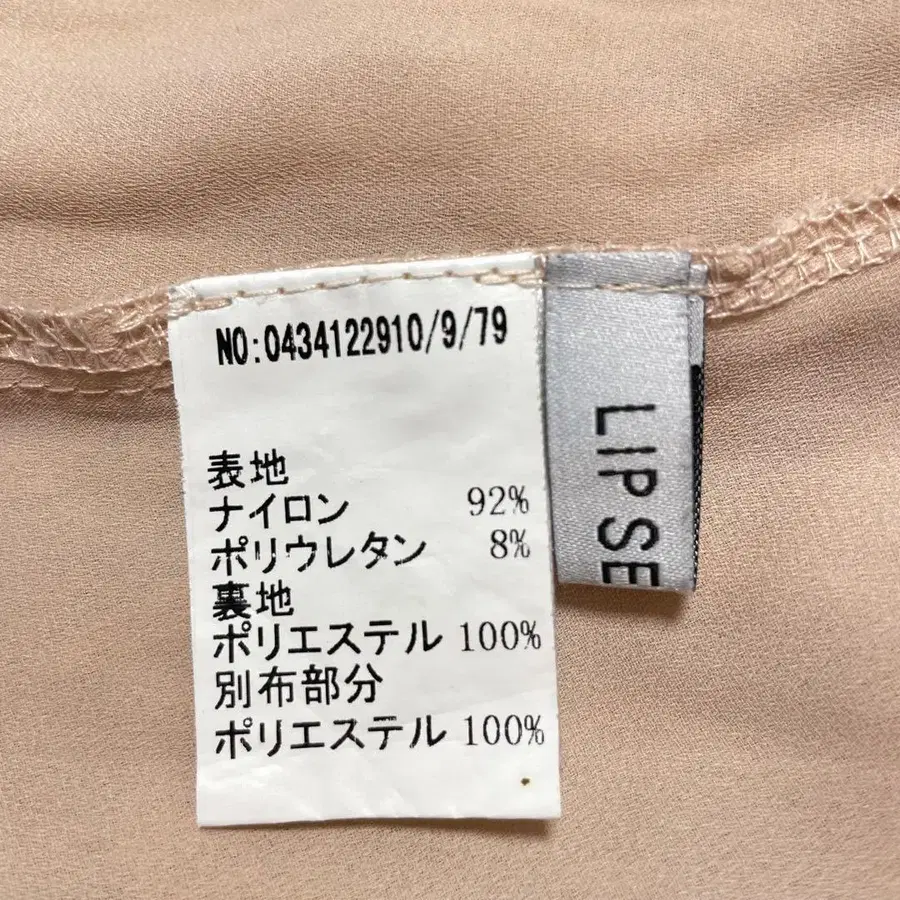 NO:0434122910/9/79
表地
ナイロン 92%
ポリウレタン 8%
裏地
ポリエステル 100%
別布部分
ポリエステル 100%
LIPSE